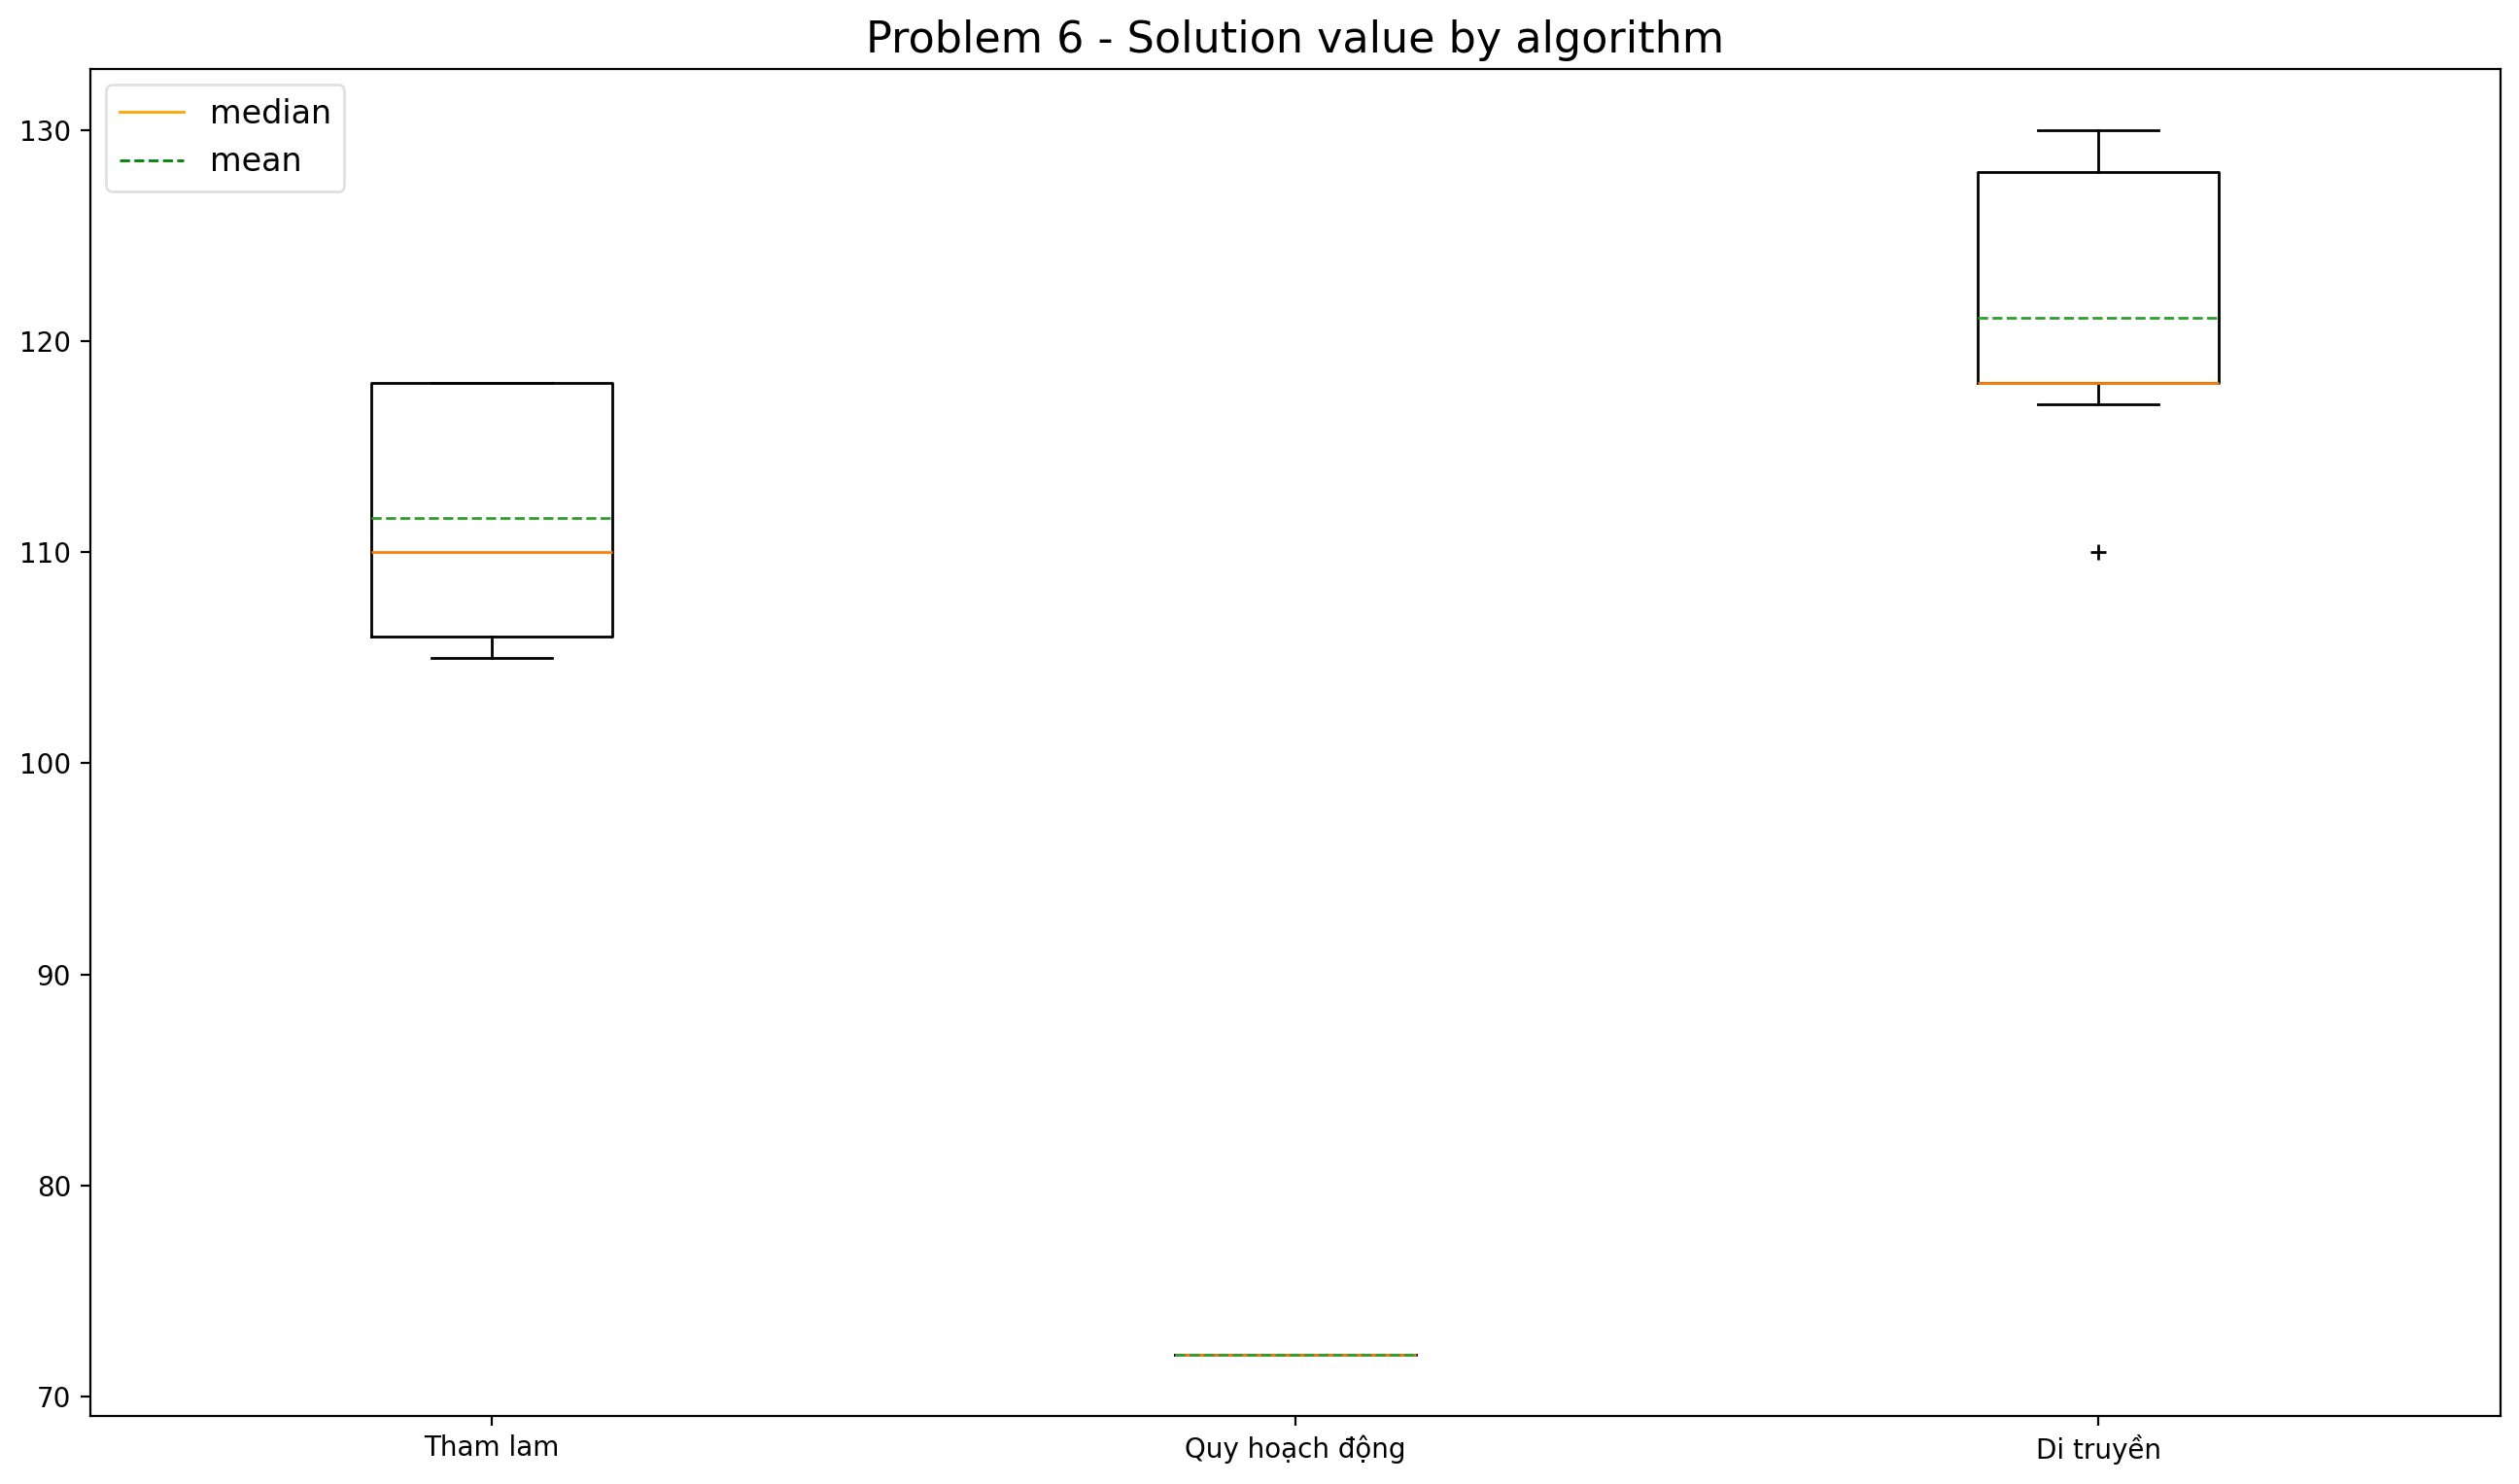 Problem 6 - Solution value by algorithm
median
mean
130
120
110
100
90
80
70
Tham lam
Quy hoạch động
Di truyền